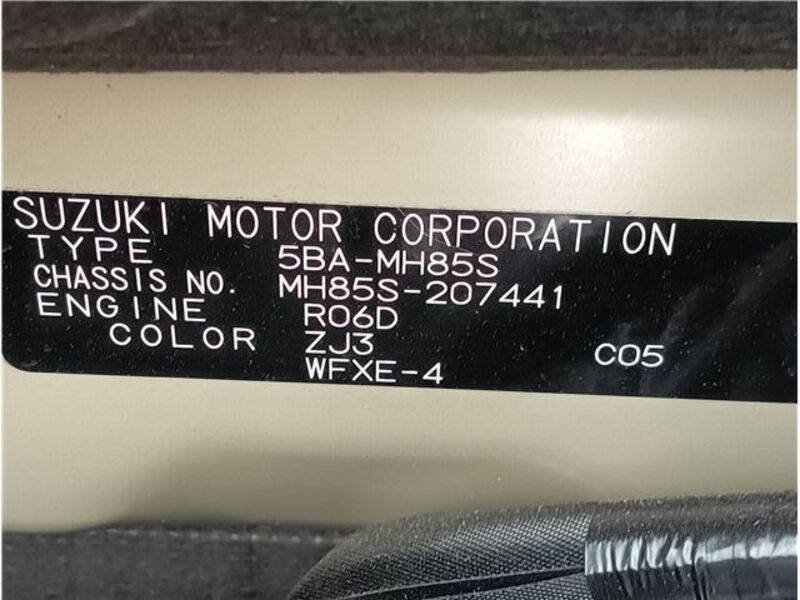 SUZUKI MOTOR CORPORATION
TYPE 5BA-MH85S
CHASSIS NO. MH85S-207441
ENGINE R06D
COLOR ZJ3 C05
WFXE-4